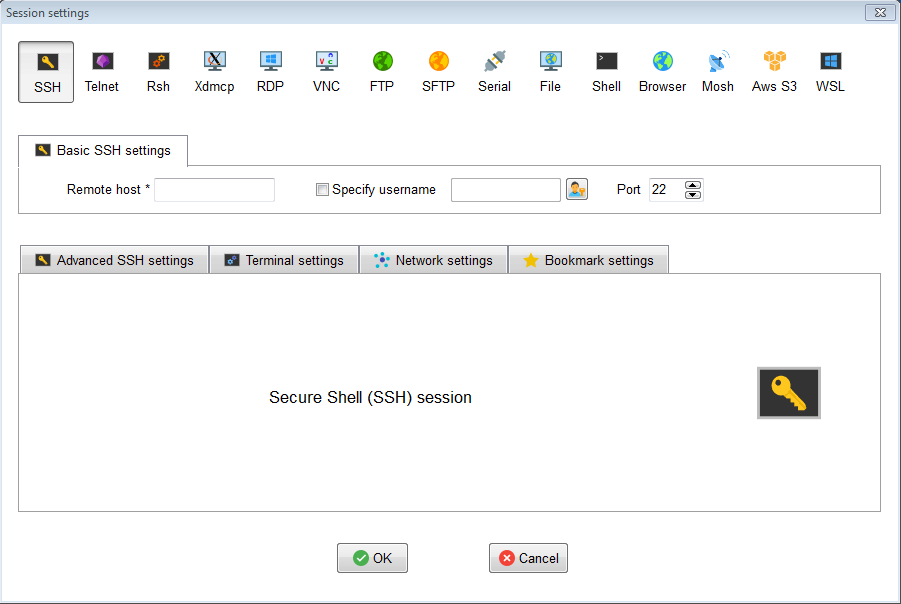 Session settings
SSH Telnet Rsh Xdmcp RDP VNC FTP SFTP Serial File Shell Browser Mosh Aws S3 WSL
Basic SSH settings
Remote host * Specify username Port 22
Advanced SSH settings Terminal settings Network settings Bookmark settings
Secure Shell (SSH) session
OK Cancel